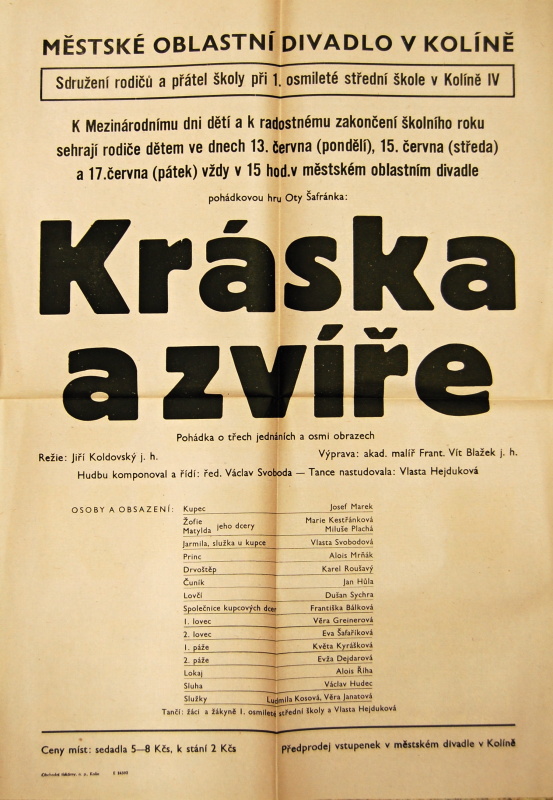 MĚSTSKÉ OBLASTNÍ DIVADLO V KOLÍNĚ
Sdružení rodičů a přátel školy při 1. osmileté střední škole v Kolíně IV
K Mezinárodnímu dni dětí a k radostnému zakončení školního roku
sehrají rodiče dětem ve dnech 13. června (pondělí), 15. června (středa)
a 17.června (pátek) vždy v 15 hod.v městském oblastním divadle
pohádkovou hru Oty Šafránka:
Kráska
a zvíře
Pohádka o třech jednáních a osmi obrazech
Režie: Jiří Koldovský j. h. Výprava: akad. malíř Frant. Vít Blažek j. h.
Hudbu komponoval a řídí: řed. Václav Svoboda — Tance nastudovala: Vlasta Hejduková
OSOBY A OBSAZENÍ: Kupec Josef Marek
Žofie Marie Kestřánková
jeho dcery
Matylda Miluše Plachá
Jarmila, služka u kupce Vlasta Svobodová
Princ Alois Mrňák
Drvoštěp Karel Roušavý
Čuník Jan Hůla
Lovčí Dušan Sychra
Společnice kupcových dcer Františka Bálková
1. lovec Věra Greinerová
2. lovec Eva Šafaříková
1. páže Květa Kyrášková
2. páže Evža Dejdarová
Lokaj Alois Říha
Sluha Václav Hudec
Služky Ludmila Kosová, Věra Janatová
Tančí: žáci a žákyně I. osmileté střední školy a Vlasta Hejduková
Ceny míst: sedadla 5—8 Kčs, k stání 2 Kčs Předprodej vstupenek v městském divadle v Kolíně